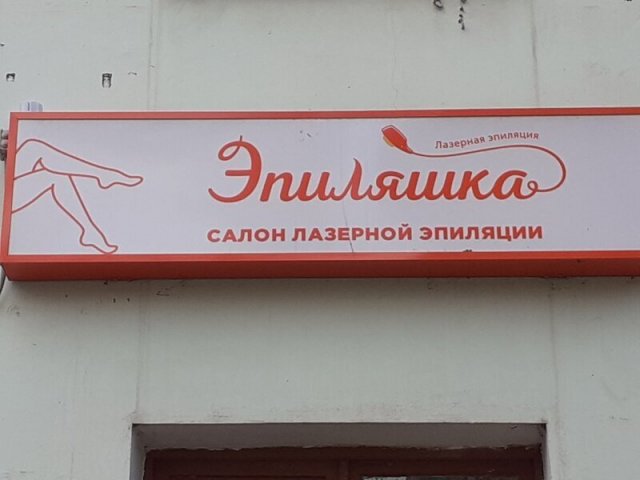 Лазерная эпиляция
Эпиляшка
САЛОН ЛАЗЕРНОЙ ЭПИЛЯЦИИ